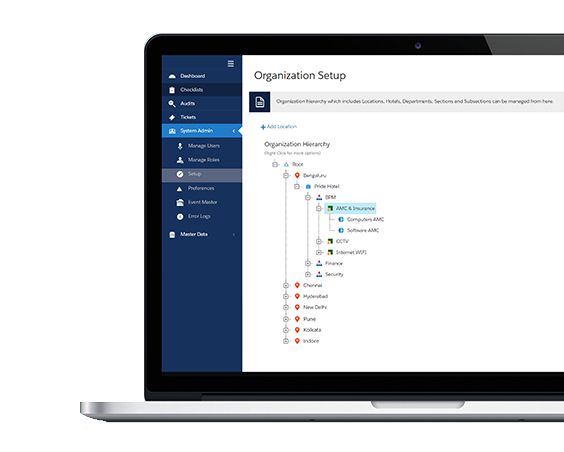 Organization Setup
Dashboard
Checklists
Audits
Tickets
System Admin
Manage Users
Manage Roles
Setup
Preferences
Event Master
Error Logs
Master Data
Organization hierarchy which includes Locations, Hotels, Departments, Sections and Subsections can be managed from here.
Add Location
Organization Hierarchy
(Right Click for more options)
Root
Bengaluru
Pride Hotel
BPM
AMC & Insurance
Computers AMC
Software AMC
CCTV
Internet WIFI
Finance
Security
Chennai
Hyderabad
New Delhi
Pune
Kolkata
Indore